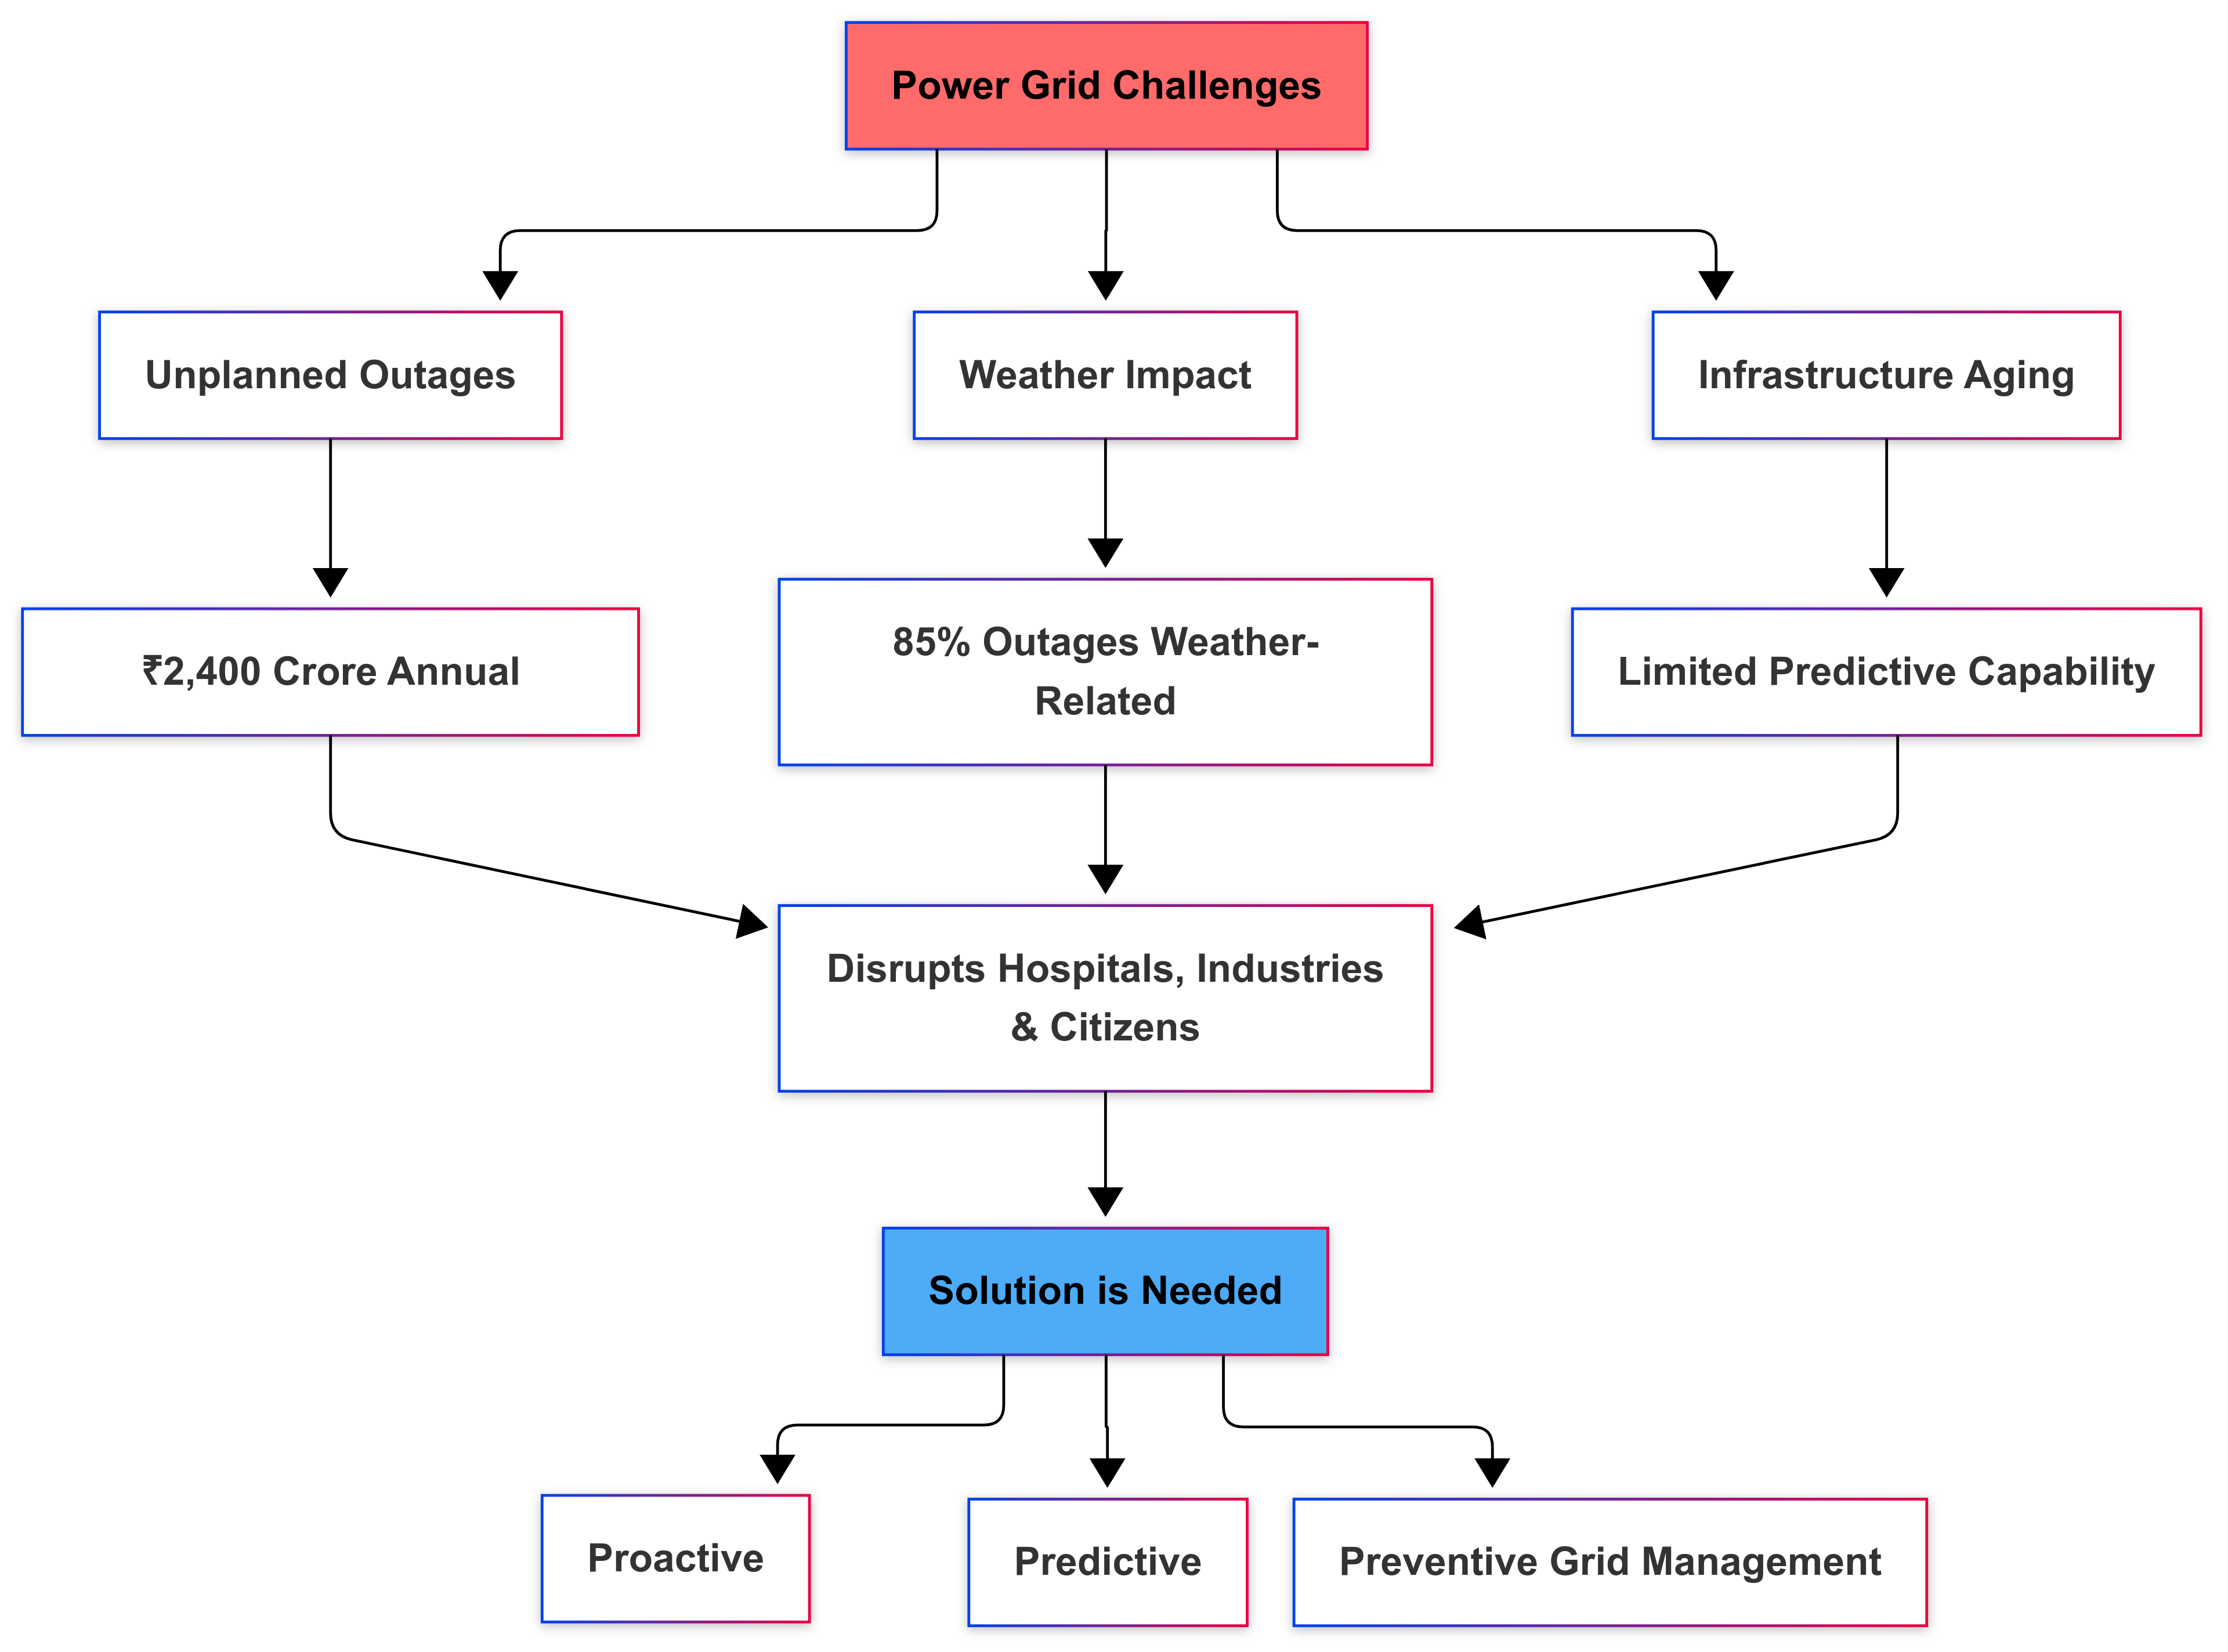 Power Grid Challenges
Unplanned Outages
Weather Impact
Infrastructure Aging
₹2,400 Crore Annual
85% Outages Weather-
Related
Limited Predictive Capability
Disrupts Hospitals, Industries
& Citizens
Solution is Needed
Proactive
Predictive
Preventive Grid Management